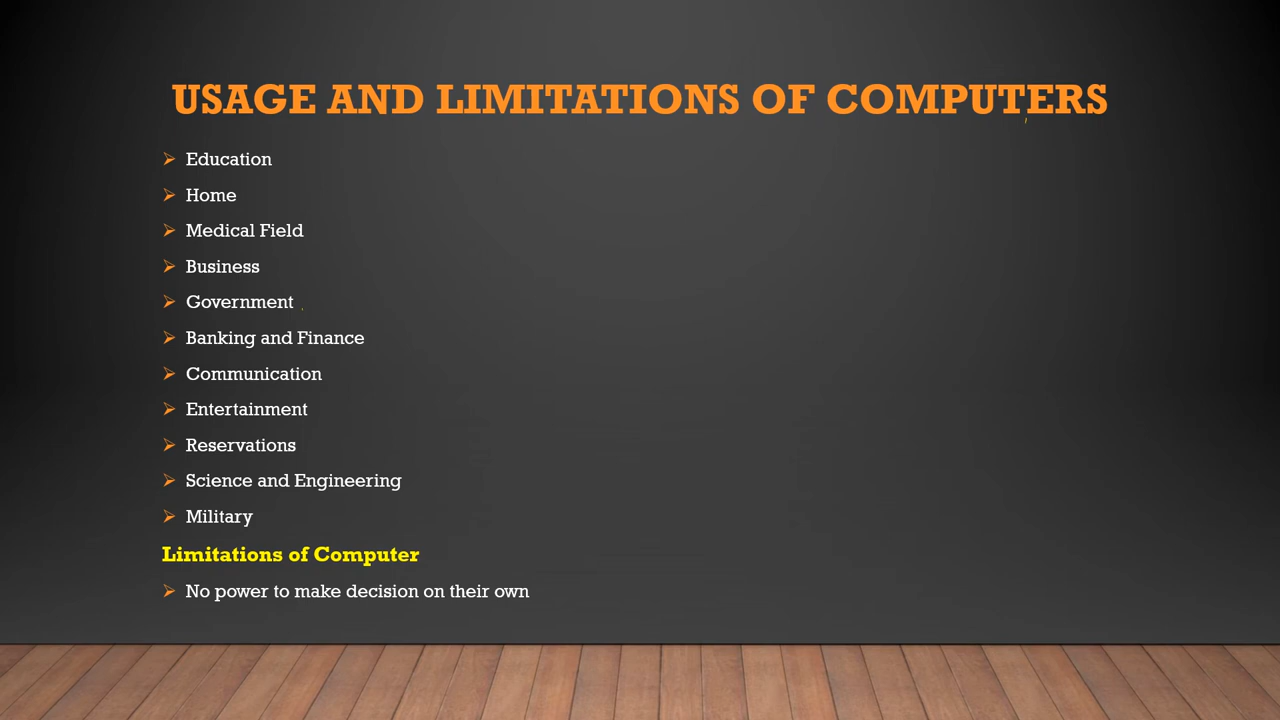 USAGE AND LIMITATIONS OF COMPUTERS
Education
Home
Medical Field
Business
Government
Banking and Finance
Communication
Entertainment
Reservations
Science and Engineering
Military
Limitations of Computer
No power to make decision on their own